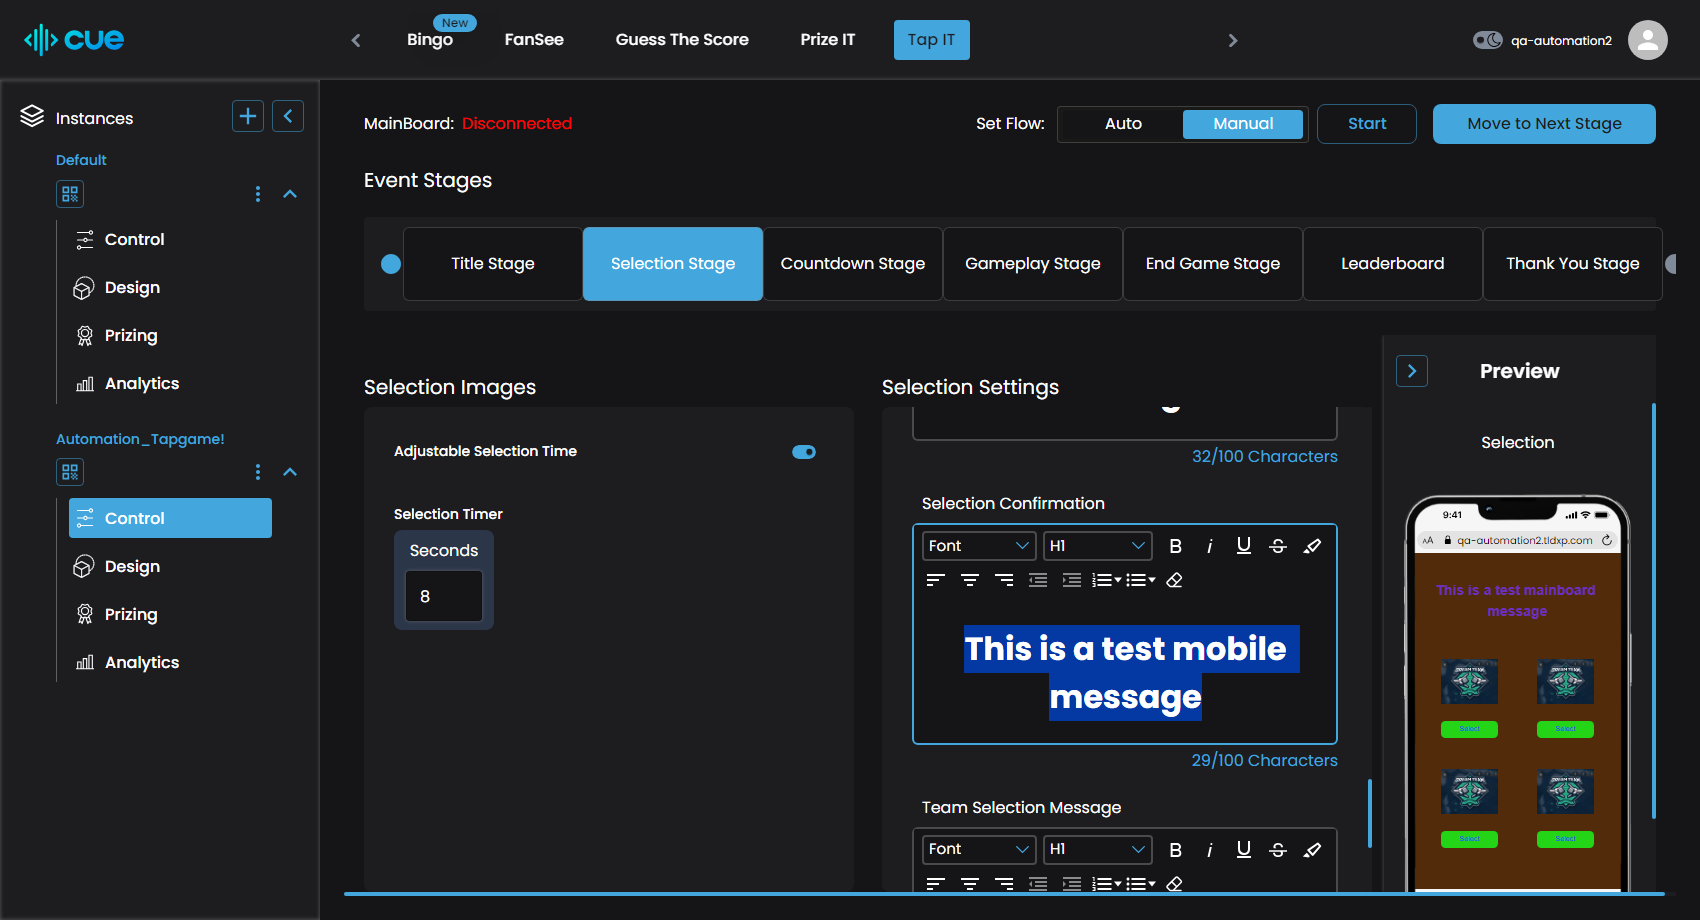 cue
New
Bingo
FanSee
Guess The Score
Prize IT
Tap IT
qa-automation2
Instances
Default
Control
Design
Prizing
Analytics
Automation_Tapgame!
Control
Design
Prizing
Analytics
MainBoard: Disconnected
Set Flow:
Auto
Manual
Start
Move to Next Stage
Event Stages
Title Stage
Selection Stage
Countdown Stage
Gameplay Stage
End Game Stage
Leaderboard
Thank You Stage
Selection Images
Adjustable Selection Time
Selection Timer
Seconds
8
Selection Settings
32/100 Characters
Selection Confirmation
Font
H1
B
i
U
S
This is a test mobile
message
29/100 Characters
Team Selection Message
Font
H1
B
i
U
S
Preview
Selection
9:41
AA
qa-automation2.tldxp.com
This is a test mainboard
message
Select
Select
Select
Select